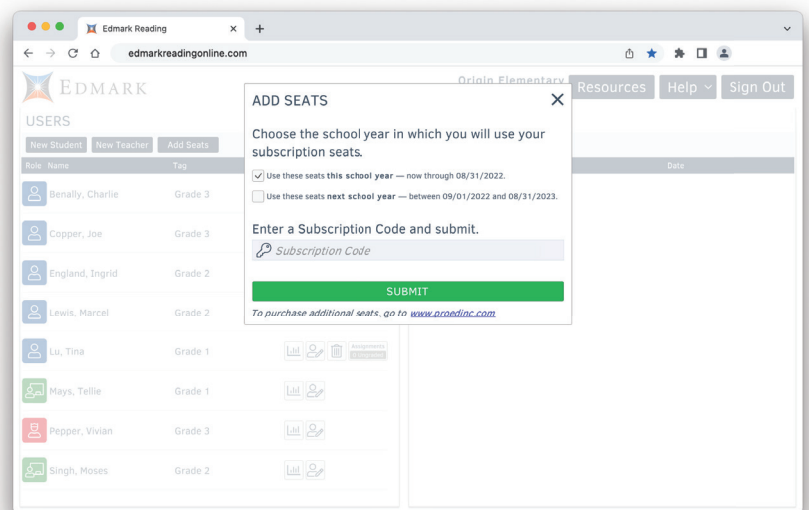 Edmark Reading
edmarkreadingonline.com
EDMARK
Origin Elementary
Resources
Help
Sign Out
USERS
New Student
New Teacher
Add Seats
Role Name
Tag
Date
Benally, Charlie
Grade 3
Copper, Joe
Grade 3
England, Ingrid
Grade 2
Lewis, Marcel
Grade 2
Lu, Tina
Grade 1
Assignments
Mays, Tellie
Grade 1
Pepper, Vivian
Grade 3
Singh, Moses
Grade 2
ADD SEATS
Choose the school year in which you will use your
subscription seats.
Use these seats this school year — now through 08/31/2022.
Use these seats next school year — between 09/01/2022 and 08/31/2023.
Enter a Subscription Code and submit.
Subscription Code
SUBMIT
To purchase additional seats, go to www.proedinc.com